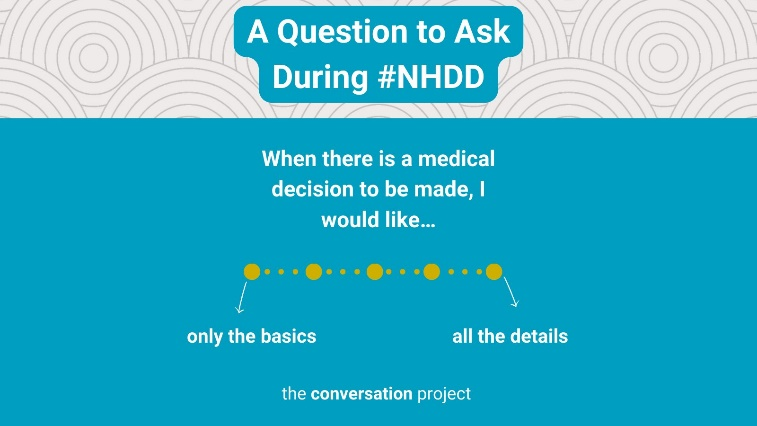 A Question to Ask
During #NHDD
When there is a medical
decision to be made, I
would like…
only the basics
all the details
the conversation project